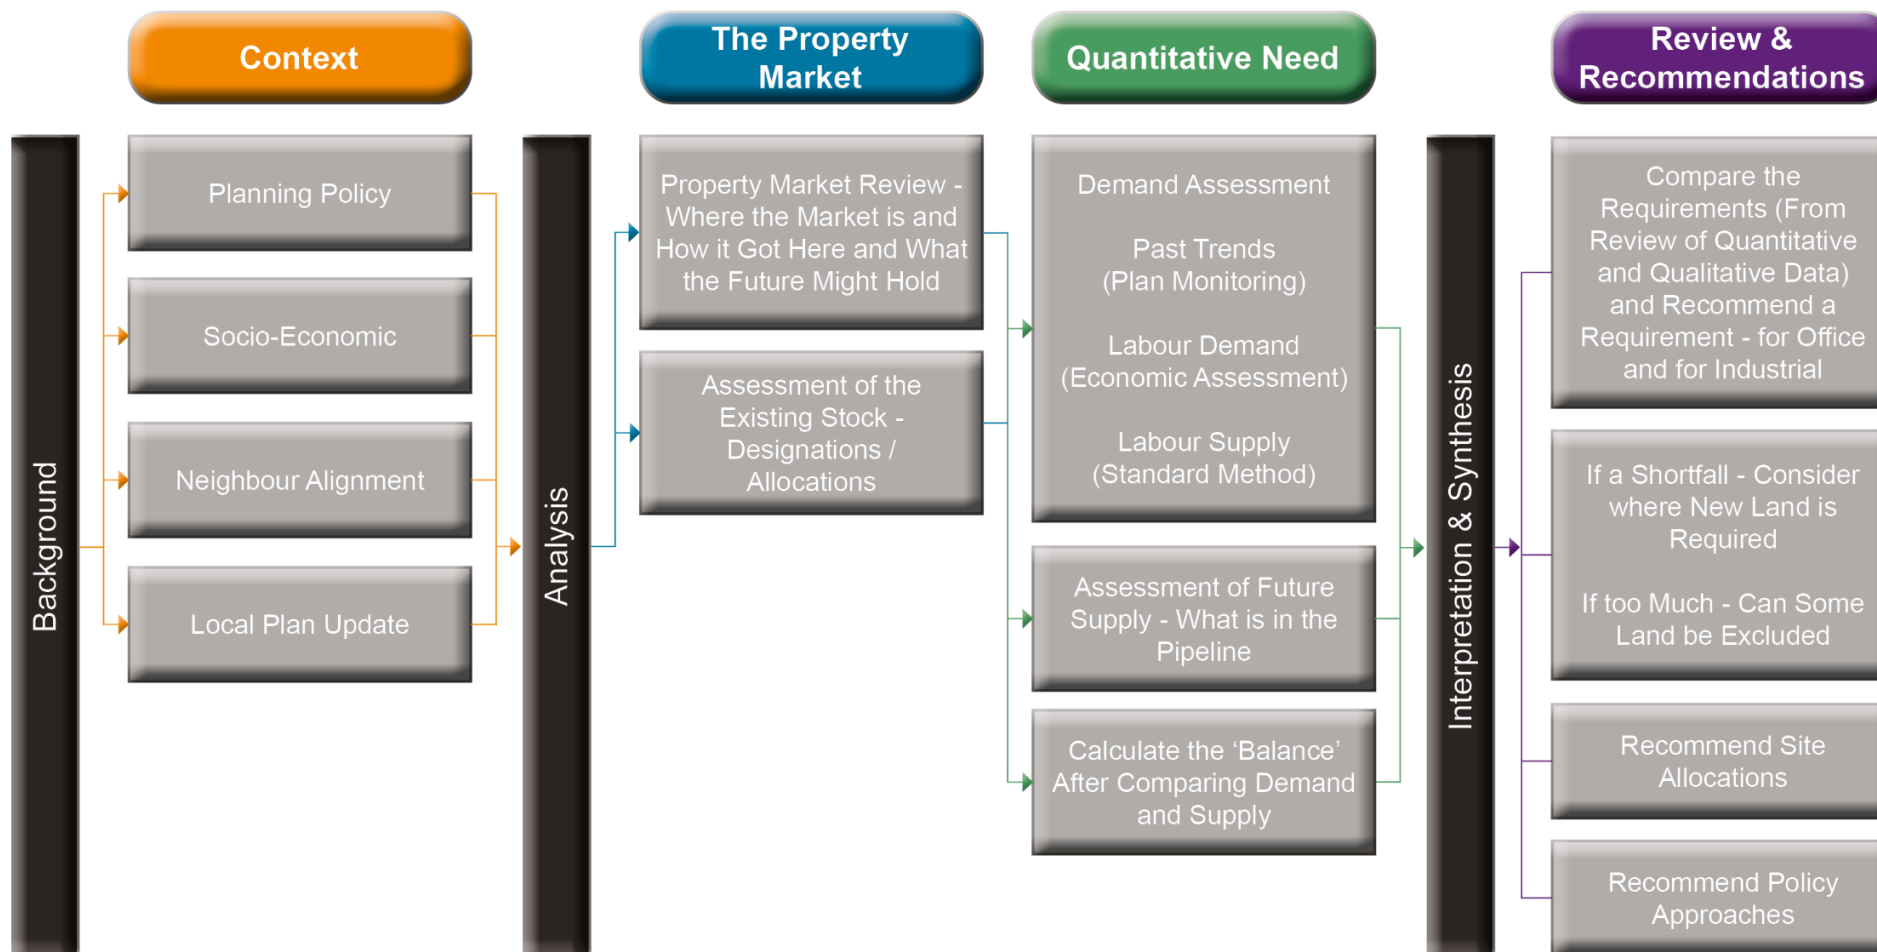 Context
The Property
Market
Quantitative Need
Review &
Recommendations
Background
Planning Policy
Socio-Economic
Neighbour Alignment
Local Plan Update
Analysis
Property Market Review -
Where the Market is and
How it Got Here and What
the Future Might Hold
Assessment of the
Existing Stock -
Designations /
Allocations
Demand Assessment
Past Trends
(Plan Monitoring)
Labour Demand
(Economic Assessment)
Labour Supply
(Standard Method)
Assessment of Future
Supply - What is in the
Pipeline
Calculate the ‘Balance’
After Comparing Demand
and Supply
Interpretation & Synthesis
Compare the
Requirements (From
Review of Quantitative
and Qualitative Data)
and Recommend a
Requirement - for Office
and for Industrial
If a Shortfall - Consider
where New Land is
Required
If too Much - Can Some
Land be Excluded
Recommend Site
Allocations
Recommend Policy
Approaches